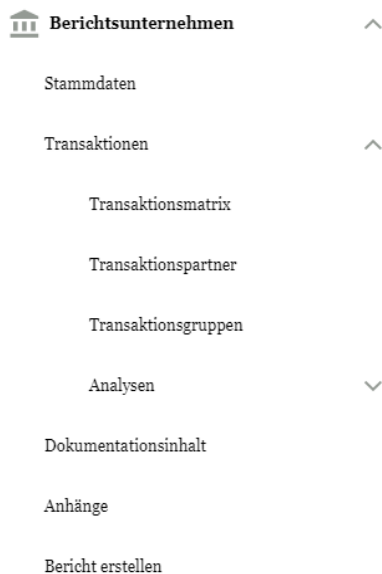 Berichtsunternehmen
Stammdaten
Transaktionen
Transaktionsmatrix
Transaktionspartner
Transaktionsgruppen
Analysen
Dokumentationsinhalt
Anhänge
Bericht erstellen